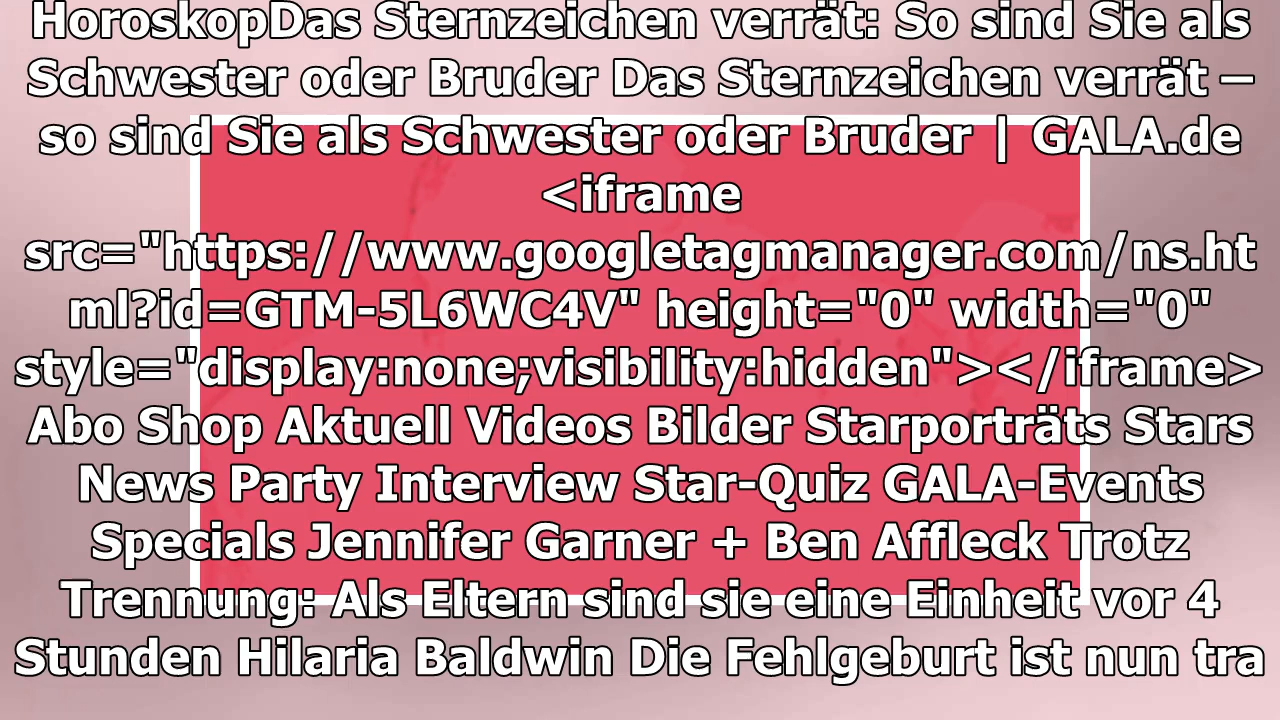 HoroskopDas Sternzeichen verrät: So sind Sie als
Schwester oder Bruder Das Sternzeichen verrät –
so sind Sie als Schwester oder Bruder | GALA.de
<iframe
src="https://www.googletagmanager.com/ns.ht
ml?id=GTM-5L6WC4V" height="0" width="0"
style="display:none;visibility:hidden"></iframe>
Abo Shop Aktuell Videos Bilder Starporträts Stars
News Party Interview Star-Quiz GALA-Events
Specials Jennifer Garner + Ben Affleck Trotz
Trennung: Als Eltern sind sie eine Einheit vor 4
Stunden Hilaria Baldwin Die Fehlgeburt ist nun tra